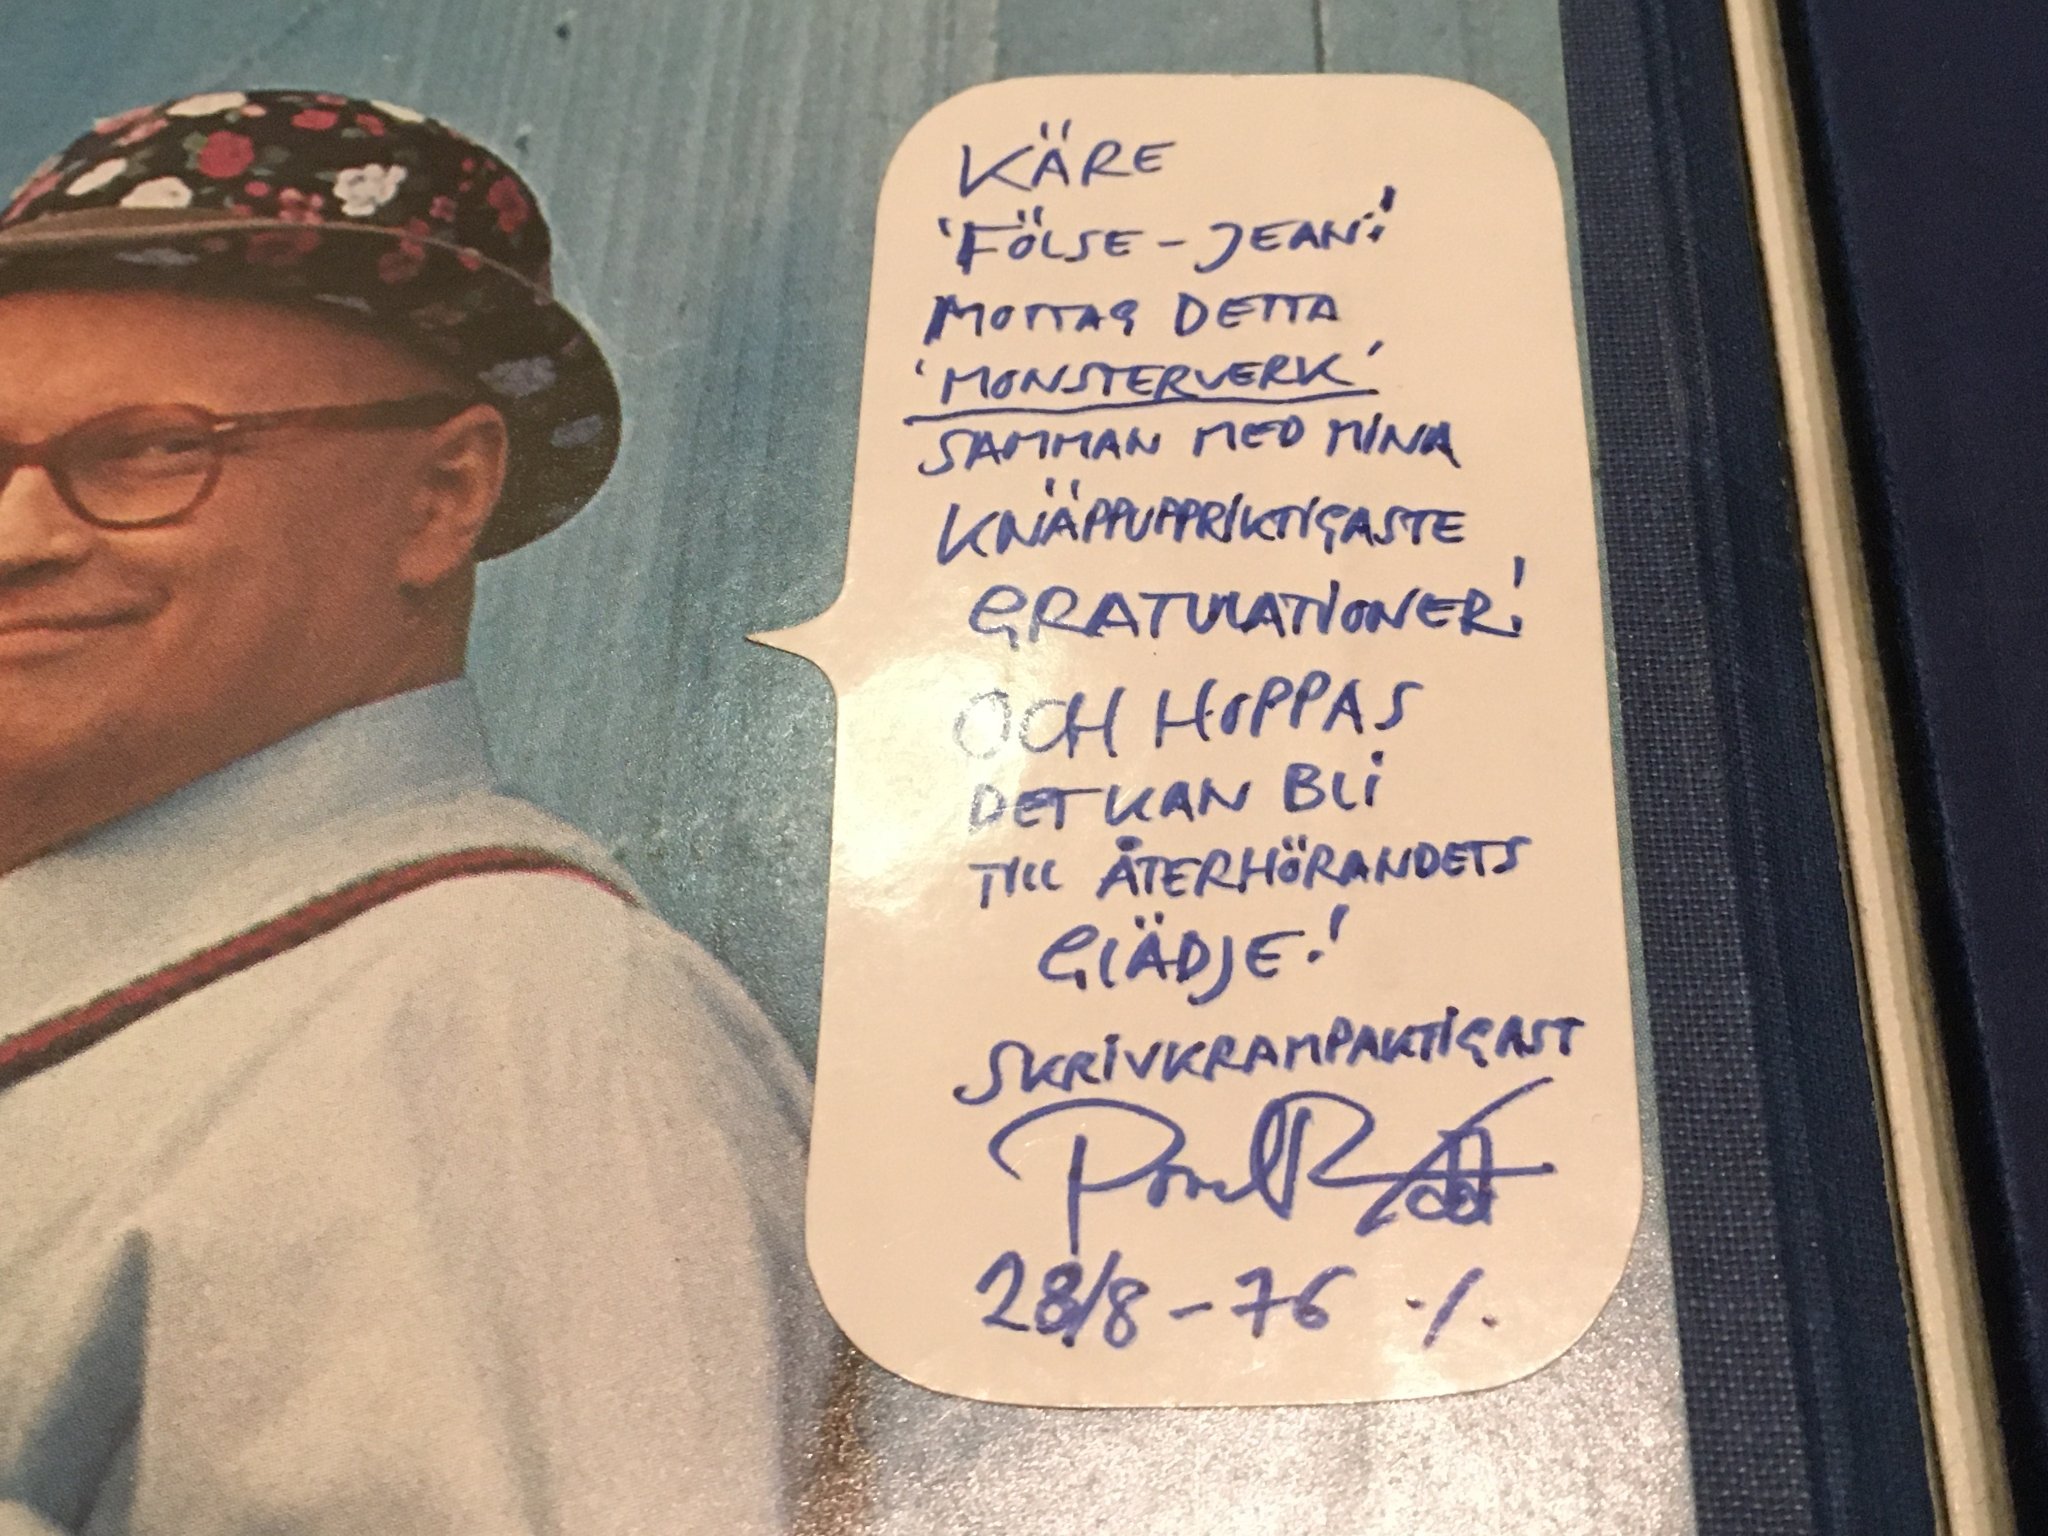 KÄRE
'FÖLSE-JEAN'!
MOTTAG DETTA
'MONSTERVERK'
SAMMAN MED MINA
KNÄPPUPPRIKTIGASTE
GRATULATIONER!
OCH HOPPAS
DET KAN BLI
TILL ÅTERHÖRANDETS
GLÄDJE!
SKRIVKRAMPAKTIGAST
Povel R
28/8-76 ./.